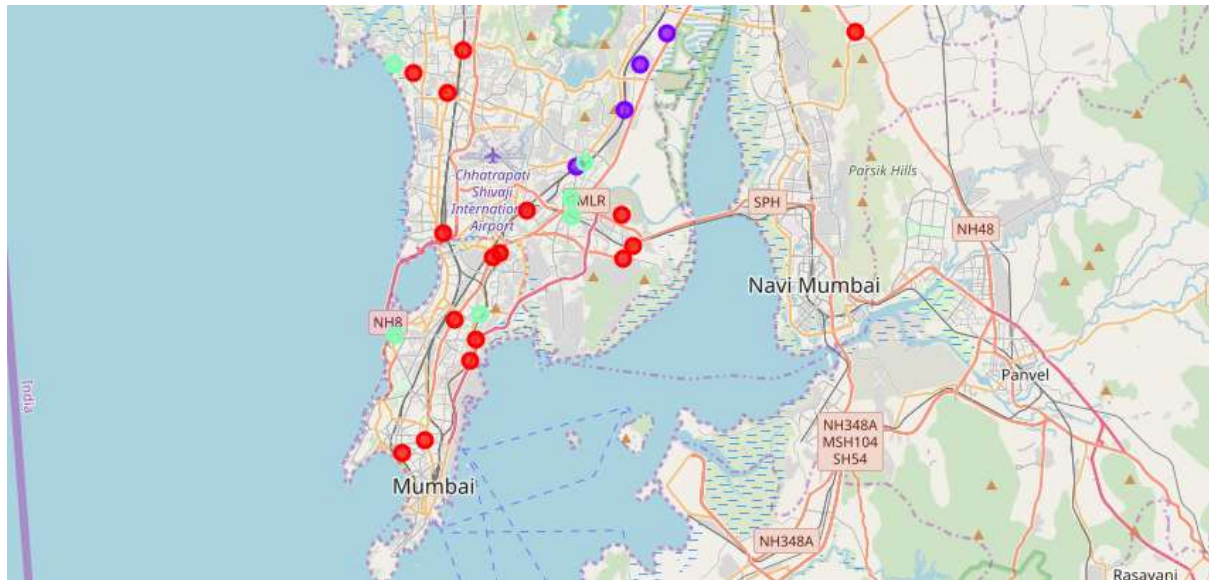 Chhatrapati
Shivaji
International
Airport
MLR
SPH
Parsik Hills
NH48
Navi Mumbai
NH8
Panvel
India
NH348A
MSH104
SH54
Mumbai
NH348A
Rasayani